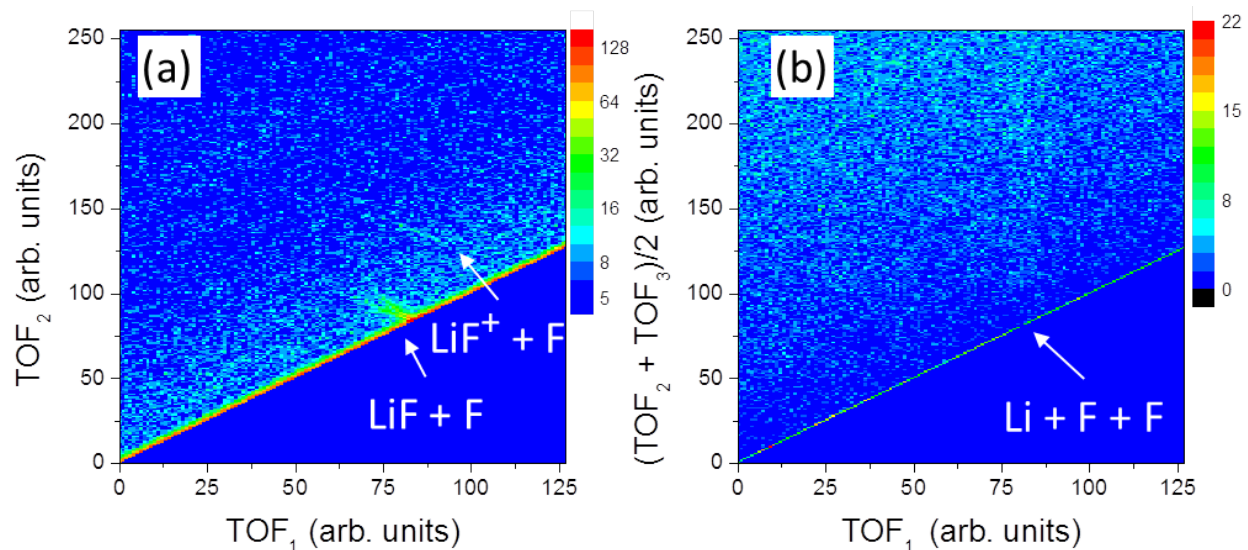 (a)
250
200
150
100
50
0
TOF₂ (arb. units)
0 25 50 75 100 125
TOF₁ (arb. units)
128
64
32
16
8
5
LiF⁺ + F
LiF + F
(b)
250
200
150
100
50
0
(TOF₂ + TOF₃)/2 (arb. units)
0 25 50 75 100 125
TOF₁ (arb. units)
22
15
8
0
Li + F + F